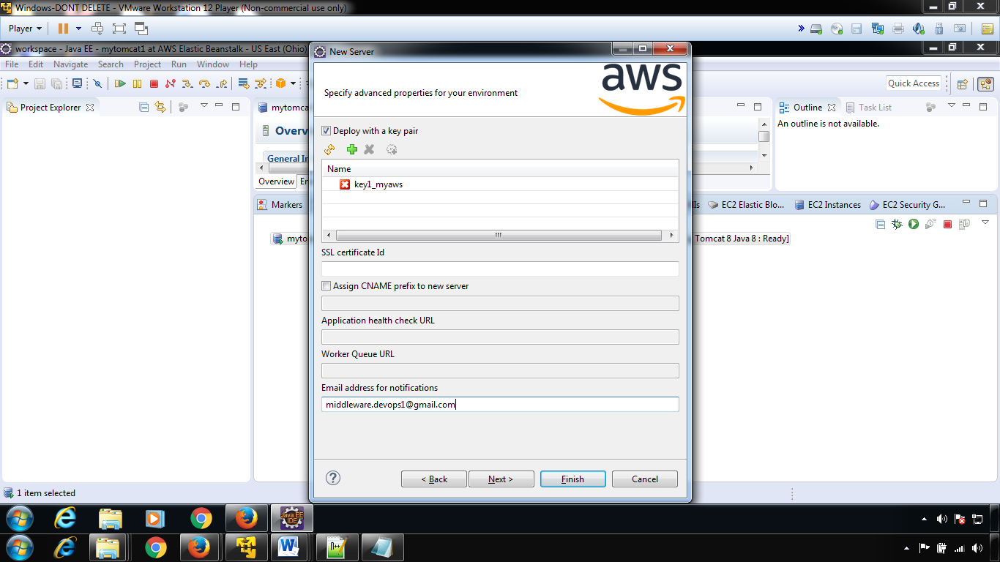 Windows-DONT DELETE - VMware Workstation 12 Player (Non-commercial use only)
Player
workspace - Java EE - mytomcat1 at AWS Elastic Beanstalk - US East (Ohio)
File Edit Navigate Search Project Run Window Help
Quick Access
Project Explorer
mytomca
Overv
General In
Overview
En
Markers
myto
Outline
Task List
An outline is not available.
EC2 Elastic Blo...
EC2 Instances
EC2 Security G...
Tomcat 8 Java 8 : Ready]
New Server
aws
Specify advanced properties for your environment
Deploy with a key pair
Name
key1_myaws
SSL certificate Id
Assign CNAME prefix to new server
Application health check URL
Worker Queue URL
Email address for notifications
middleware.devops1@gmail.com
< Back
Next >
Finish
Cancel
1 item selected
Java EE
IDE